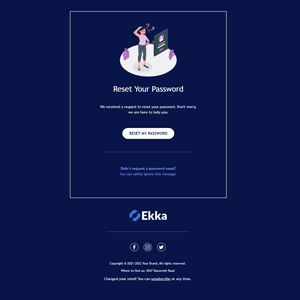 Reset Your Password
We received a request to reset your password. Don't worry,
we are here to help you.
RESET MY PASSWORD
Didn't request a password reset?
You can safely ignore this message.
Ekka
Copyright © 2021-2022 Your Brand, All rights reserved.
Where to find us: 2047 Roosevelt Road
Changed your mind? You can unsubscribe at any time.